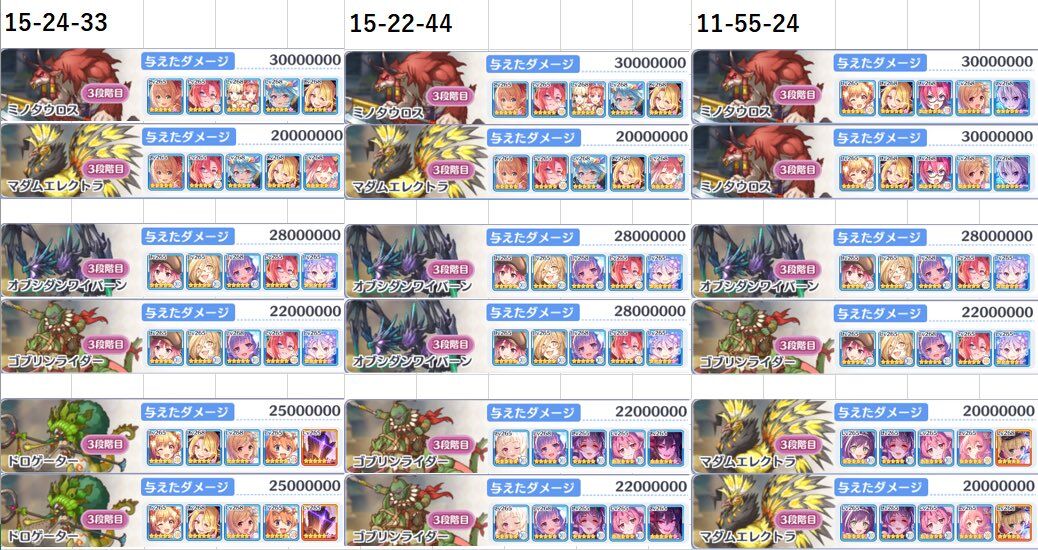 15-24-33
与えたダメージ 30000000
3段階目
ミノタウロス
与えたダメージ 20000000
3段階目
マダムエレクトラ
与えたダメージ 28000000
3段階目
オブシダンワイバーン
与えたダメージ 22000000
3段階目
ゴブリンライダー
与えたダメージ 25000000
3段階目
ドロゲーター
与えたダメージ 25000000
3段階目
ドロゲーター
15-22-44
与えたダメージ 30000000
3段階目
ミノタウロス
与えたダメージ 20000000
3段階目
マダムエレクトラ
与えたダメージ 28000000
3段階目
オブシダンワイバーン
与えたダメージ 28000000
3段階目
オブシダンワイバーン
与えたダメージ 22000000
3段階目
ゴブリンライダー
与えたダメージ 22000000
3段階目
ゴブリンライダー
11-55-24
与えたダメージ 30000000
3段階目
ミノタウロス
与えたダメージ 30000000
3段階目
ミノタウロス
与えたダメージ 28000000
3段階目
オブシダンワイバーン
与えたダメージ 22000000
3段階目
ゴブリンライダー
与えたダメージ 20000000
3段階目
マダムエレクトラ
与えたダメージ 20000000
3段階目
マダムエレクトラ